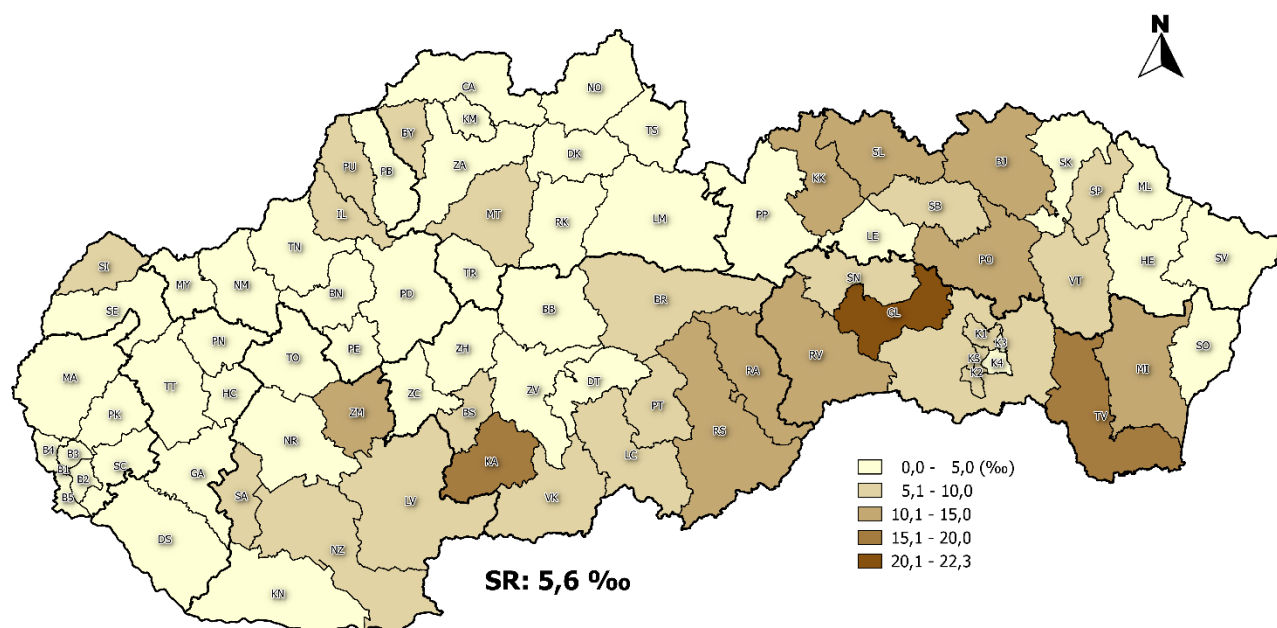 N
CA
NO
KM
BY
TS
PU
PB
ZA
DK
SL
BJ
SK
KK
SP
ML
IL
MT
RK
LM
PP
SB
LE
TN
PO
HE
SV
SI
TR
SN
VT
MY
NM
BN
PD
BR
SE
BB
GL
PN
TO
PE
ZH
K1
K3
SO
RV
K5
K4
K2
MA
TT
HC
ZC
ZV
DT
RA
MI
PK
ZM
BS
PT
TV
NR
RS
B4
B3
B1
B2
B5
SC
GA
KA
LC
SA
LV
VK
DS
NZ
KN
0,0 - 5,0 (‰)
5,1 - 10,0
10,1 - 15,0
15,1 - 20,0
20,1 - 22,3
SR: 5,6 ‰